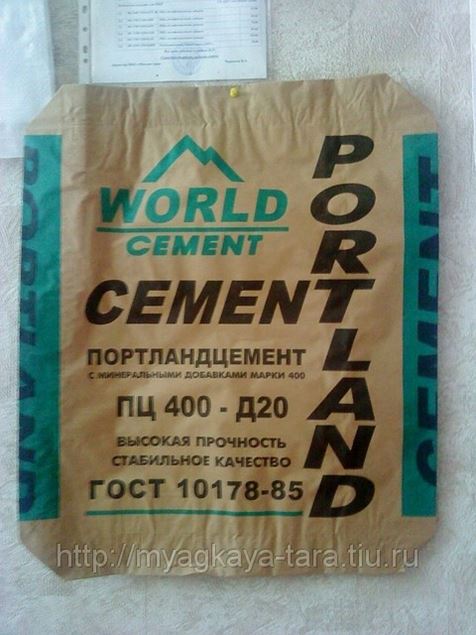 WORLD
CEMENT
CEMENT
PORTLAND
ПОРТЛАНДЦЕМЕНТ
С МИНЕРАЛЬНЫМИ ДОБАВКАМИ МАРКИ 400
ПЦ 400 - Д20
ВЫСОКАЯ ПРОЧНОСТЬ
СТАБИЛЬНОЕ КАЧЕСТВО
ГОСТ 10178-85
PORTLAND
CEMENT
http://myagkaya-tara.tiu.ru